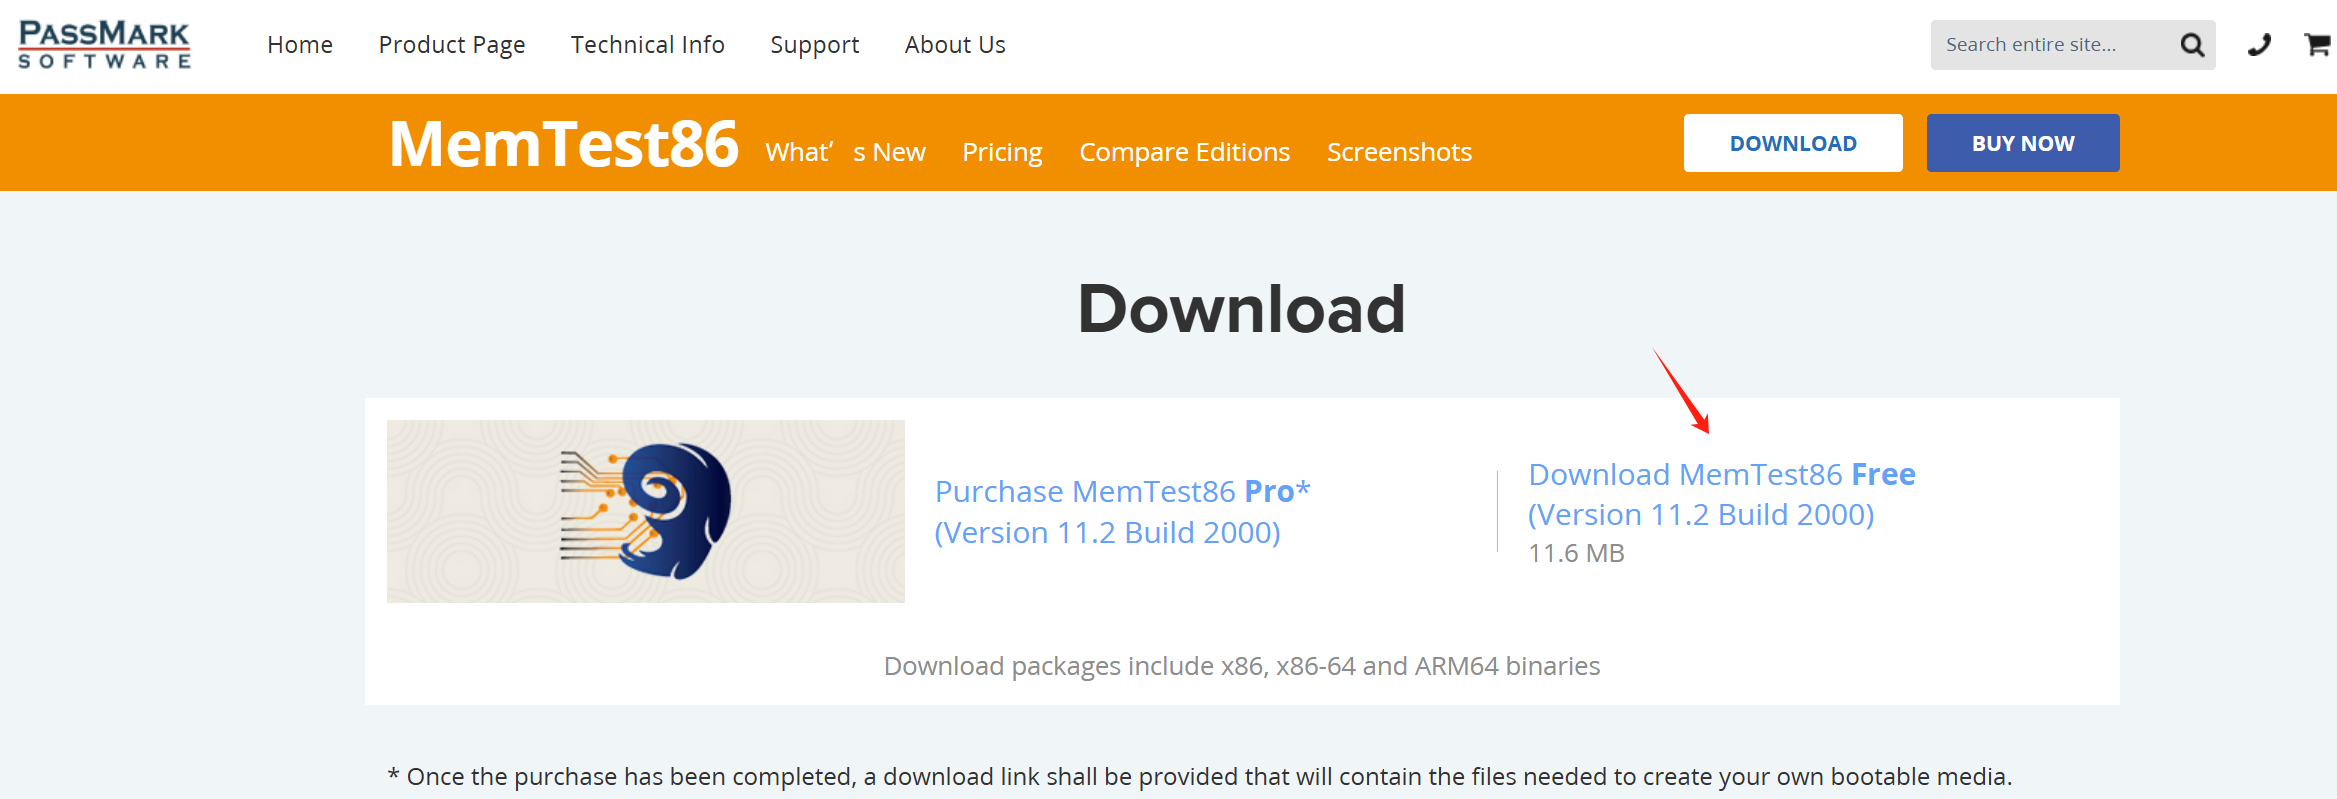 PASSMARK
SOFTWARE
Home Product Page Technical Info Support About Us
Search entire site...
MemTest86 What’s New Pricing Compare Editions Screenshots
DOWNLOAD BUY NOW
Download
Purchase MemTest86 Pro*
(Version 11.2 Build 2000)
Download MemTest86 Free
(Version 11.2 Build 2000)
11.6 MB
Download packages include x86, x86-64 and ARM64 binaries
* Once the purchase has been completed, a download link shall be provided that will contain the files needed to create your own bootable media.